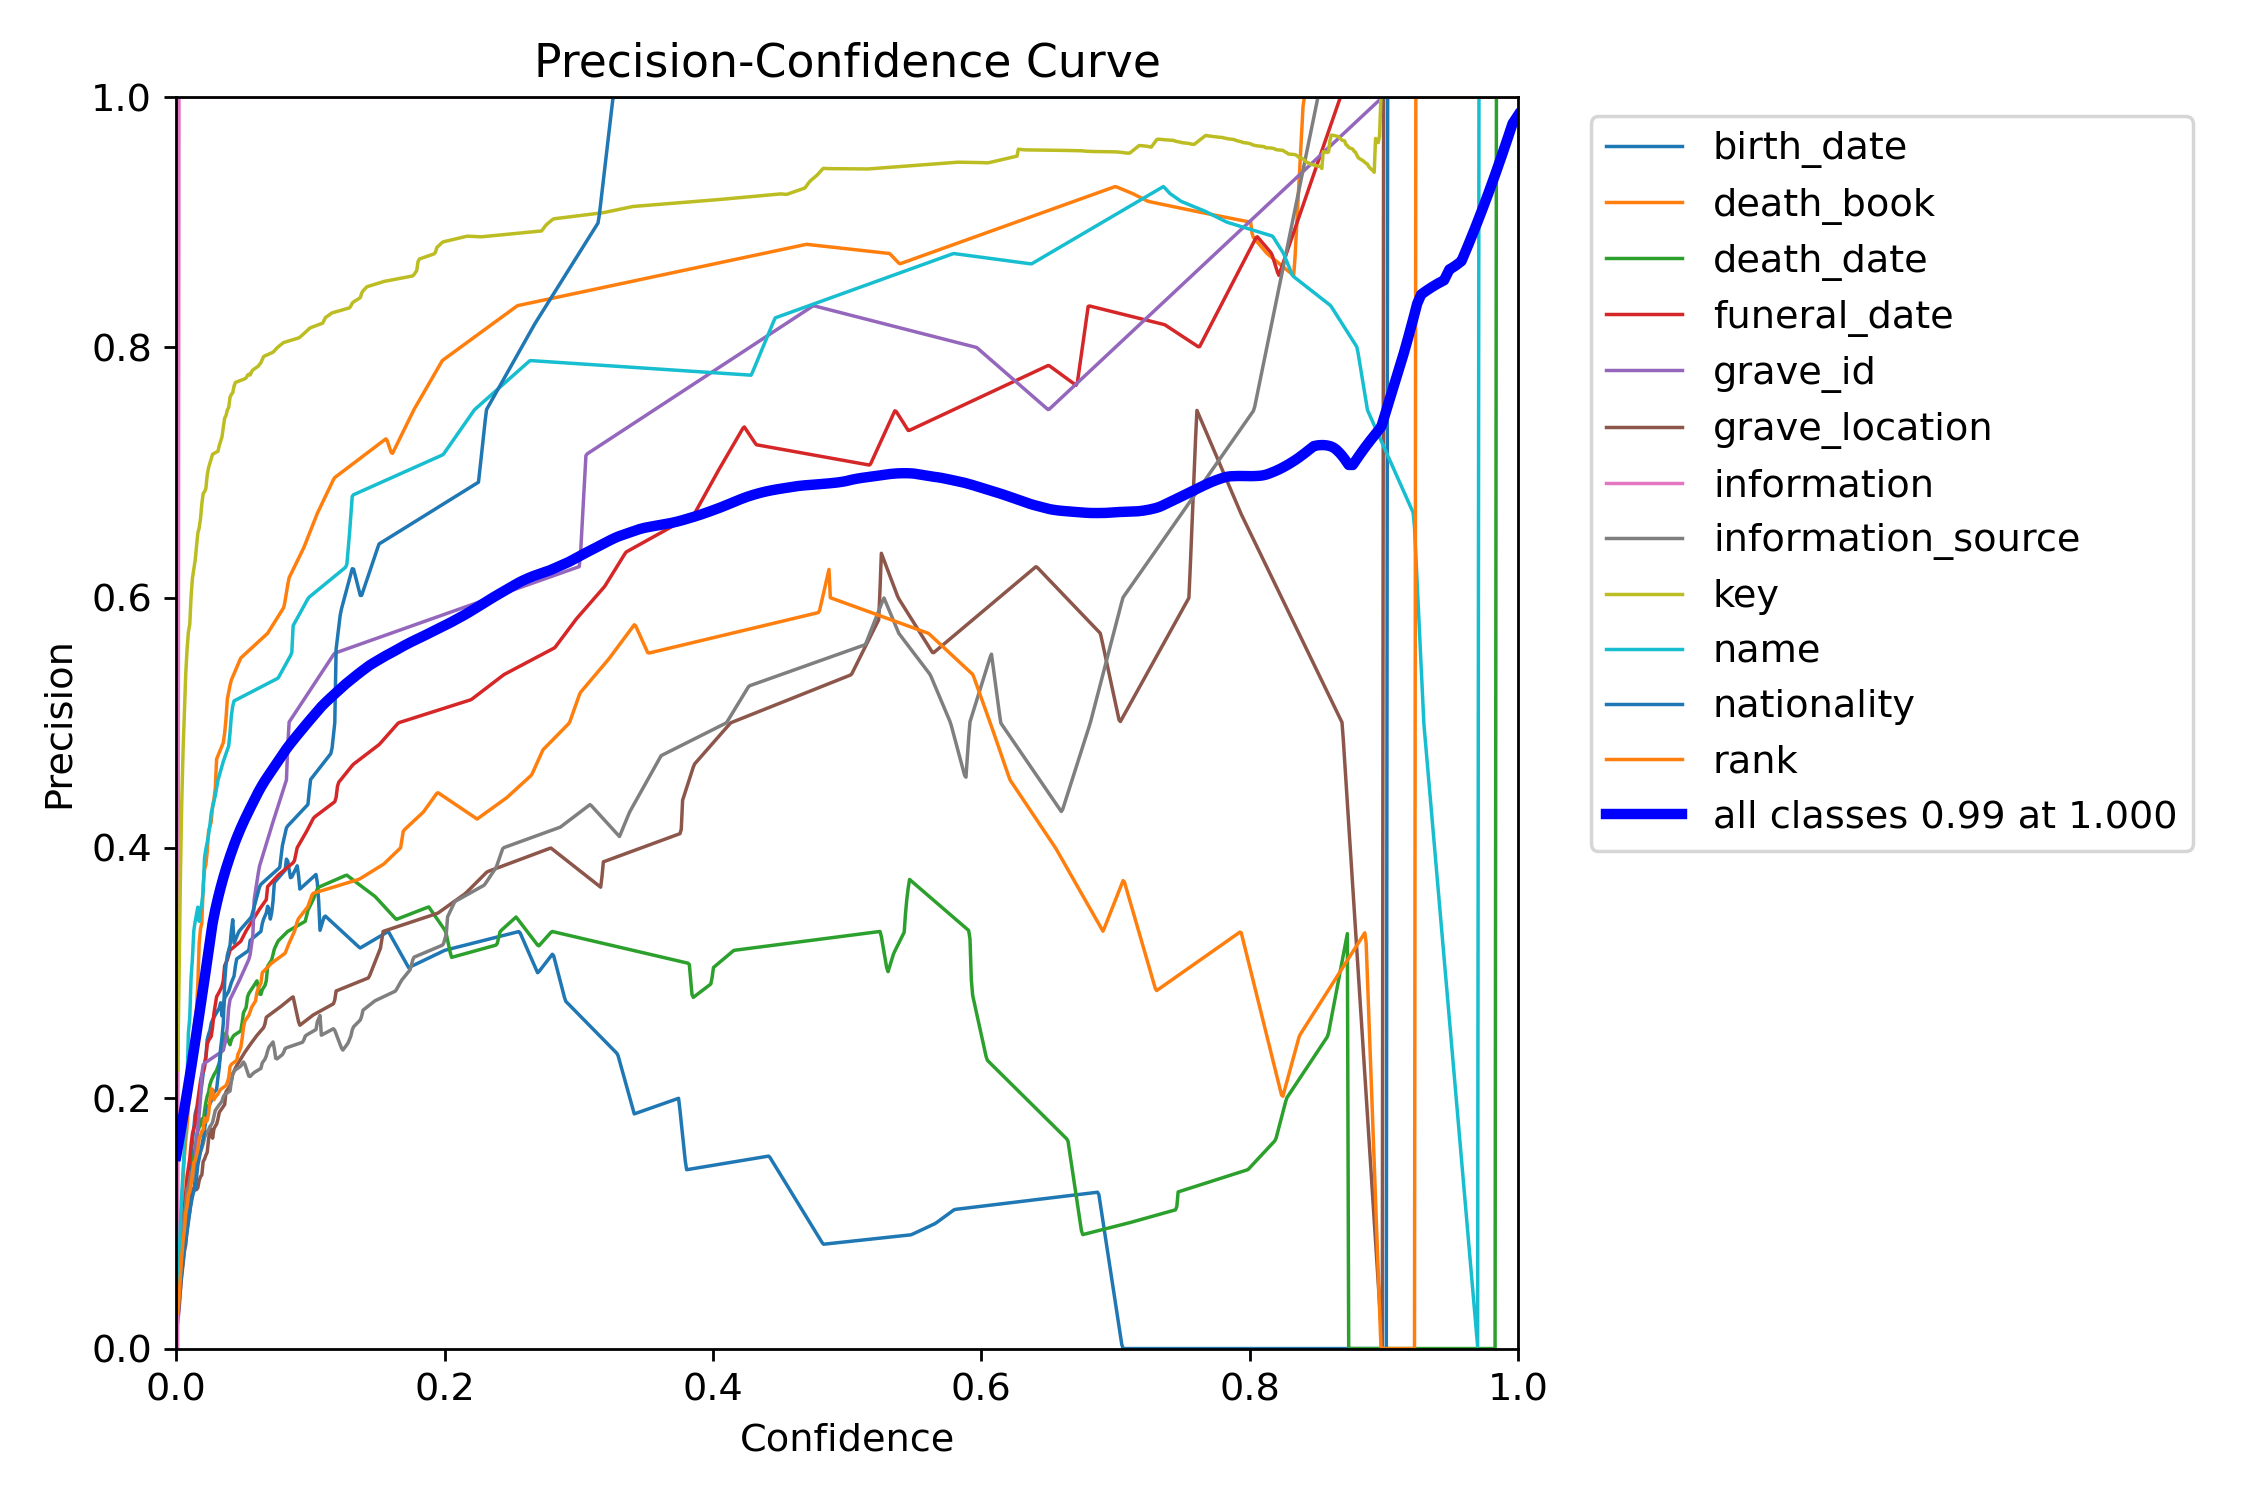 Precision-Confidence Curve
1.0
0.8
0.6
0.4
0.2
0.0
Precision
0.0 0.2 0.4 0.6 0.8 1.0
Confidence
birth_date
death_book
death_date
funeral_date
grave_id
grave_location
information
information_source
key
name
nationality
rank
all classes 0.99 at 1.000